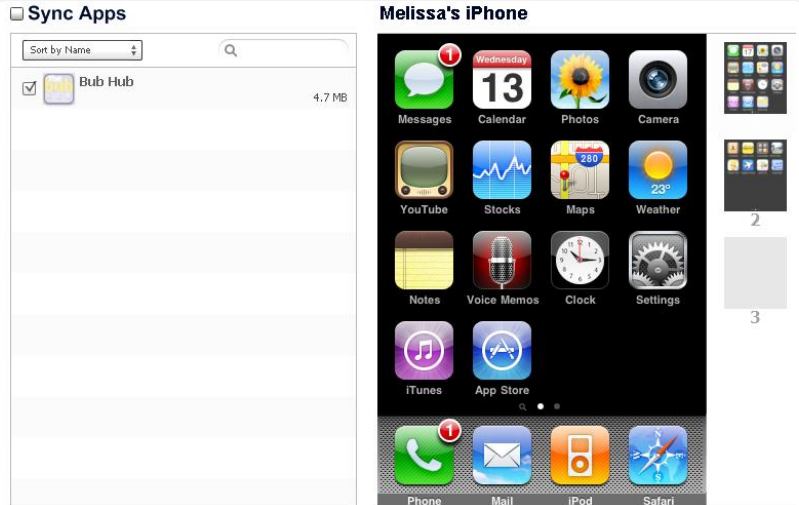 Sync Apps
Melissa's iPhone
Sort by Name
bub
Bub Hub
4.7 MB
1
Wednesday
13
280
Messages Calendar Photos Camera
23°
YouTube Stocks Maps Weather
Notes Voice Memos Clock Settings
iTunes App Store
1
Phone Mail iPod Safari
2
3